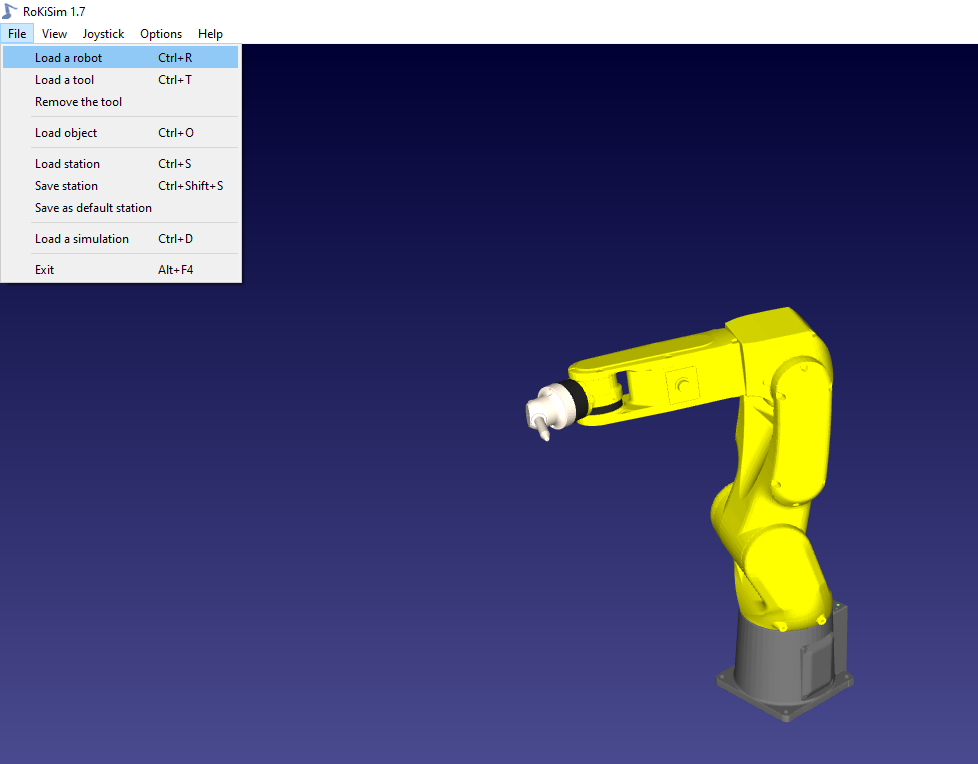 RoKiSim 1.7
File View Joystick Options Help
Load a robot Ctrl+R
Load a tool Ctrl+T
Remove the tool
Load object Ctrl+O
Load station Ctrl+S
Save station Ctrl+Shift+S
Save as default station
Load a simulation Ctrl+D
Exit Alt+F4